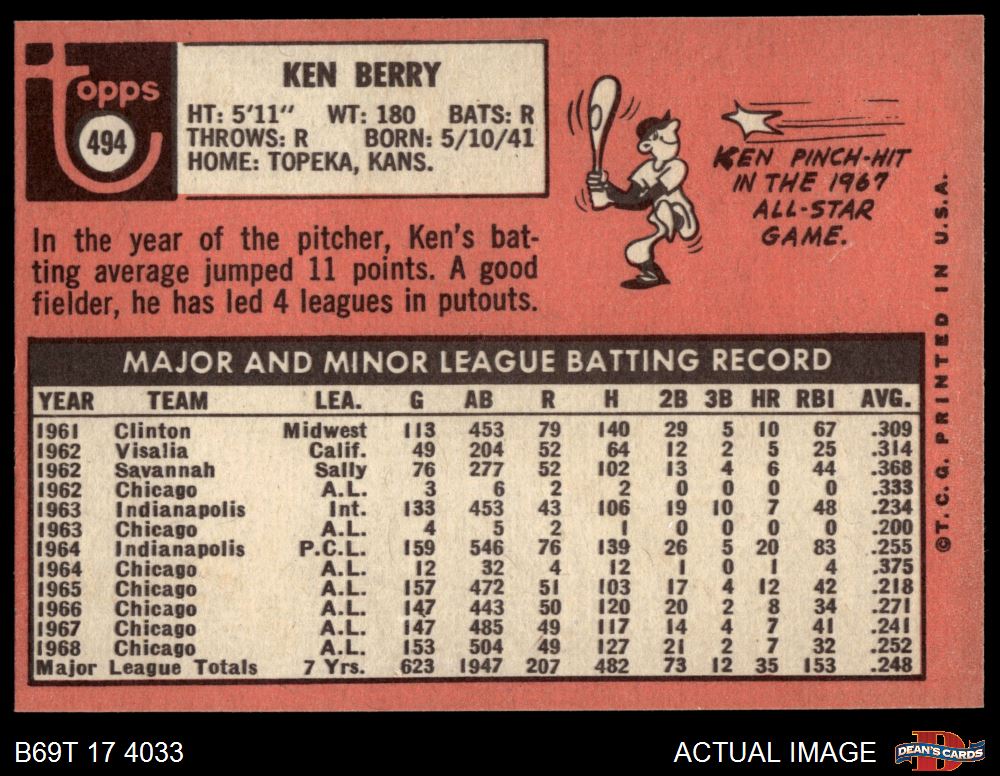 topps
494
KEN BERRY
HT: 5'11" WT: 180 BATS: R
THROWS: R BORN: 5/10/41
HOME: TOPEKA, KANS.
KEN PINCH-HIT
IN THE 1967
ALL-STAR
GAME.
In the year of the pitcher, Ken's bat-
ting average jumped 11 points. A good
fielder, he has led 4 leagues in putouts.
MAJOR AND MINOR LEAGUE BATTING RECORD
YEAR TEAM LEA. G AB R H 2B 3B HR RBI AVG.
1961 Clinton Midwest 113 453 79 140 29 5 10 67 .309
1962 Visalia Calif. 49 204 52 64 12 2 5 25 .314
1962 Savannah Sally 76 277 52 102 13 4 6 44 .368
1962 Chicago A.L. 3 6 2 2 0 0 0 0 .333
1963 Indianapolis Int. 133 453 43 106 19 10 7 48 .234
1963 Chicago A.L. 4 5 2 1 0 0 0 0 .200
1964 Indianapolis P.C.L. 159 546 76 139 26 5 20 83 .255
1964 Chicago A.L. 12 32 4 12 1 0 1 4 .375
1965 Chicago A.L. 157 472 51 103 17 4 12 42 .218
1966 Chicago A.L. 147 443 50 120 20 2 8 34 .271
1967 Chicago A.L. 147 485 49 117 14 4 7 41 .241
1968 Chicago A.L. 153 504 49 127 21 2 7 32 .252
Major League Totals 7 Yrs. 623 1947 207 482 73 12 35 153 .248
©T.C.G. PRINTED IN U.S.A.
B69T 17 4033
ACTUAL IMAGE
DEAN'S CARDS